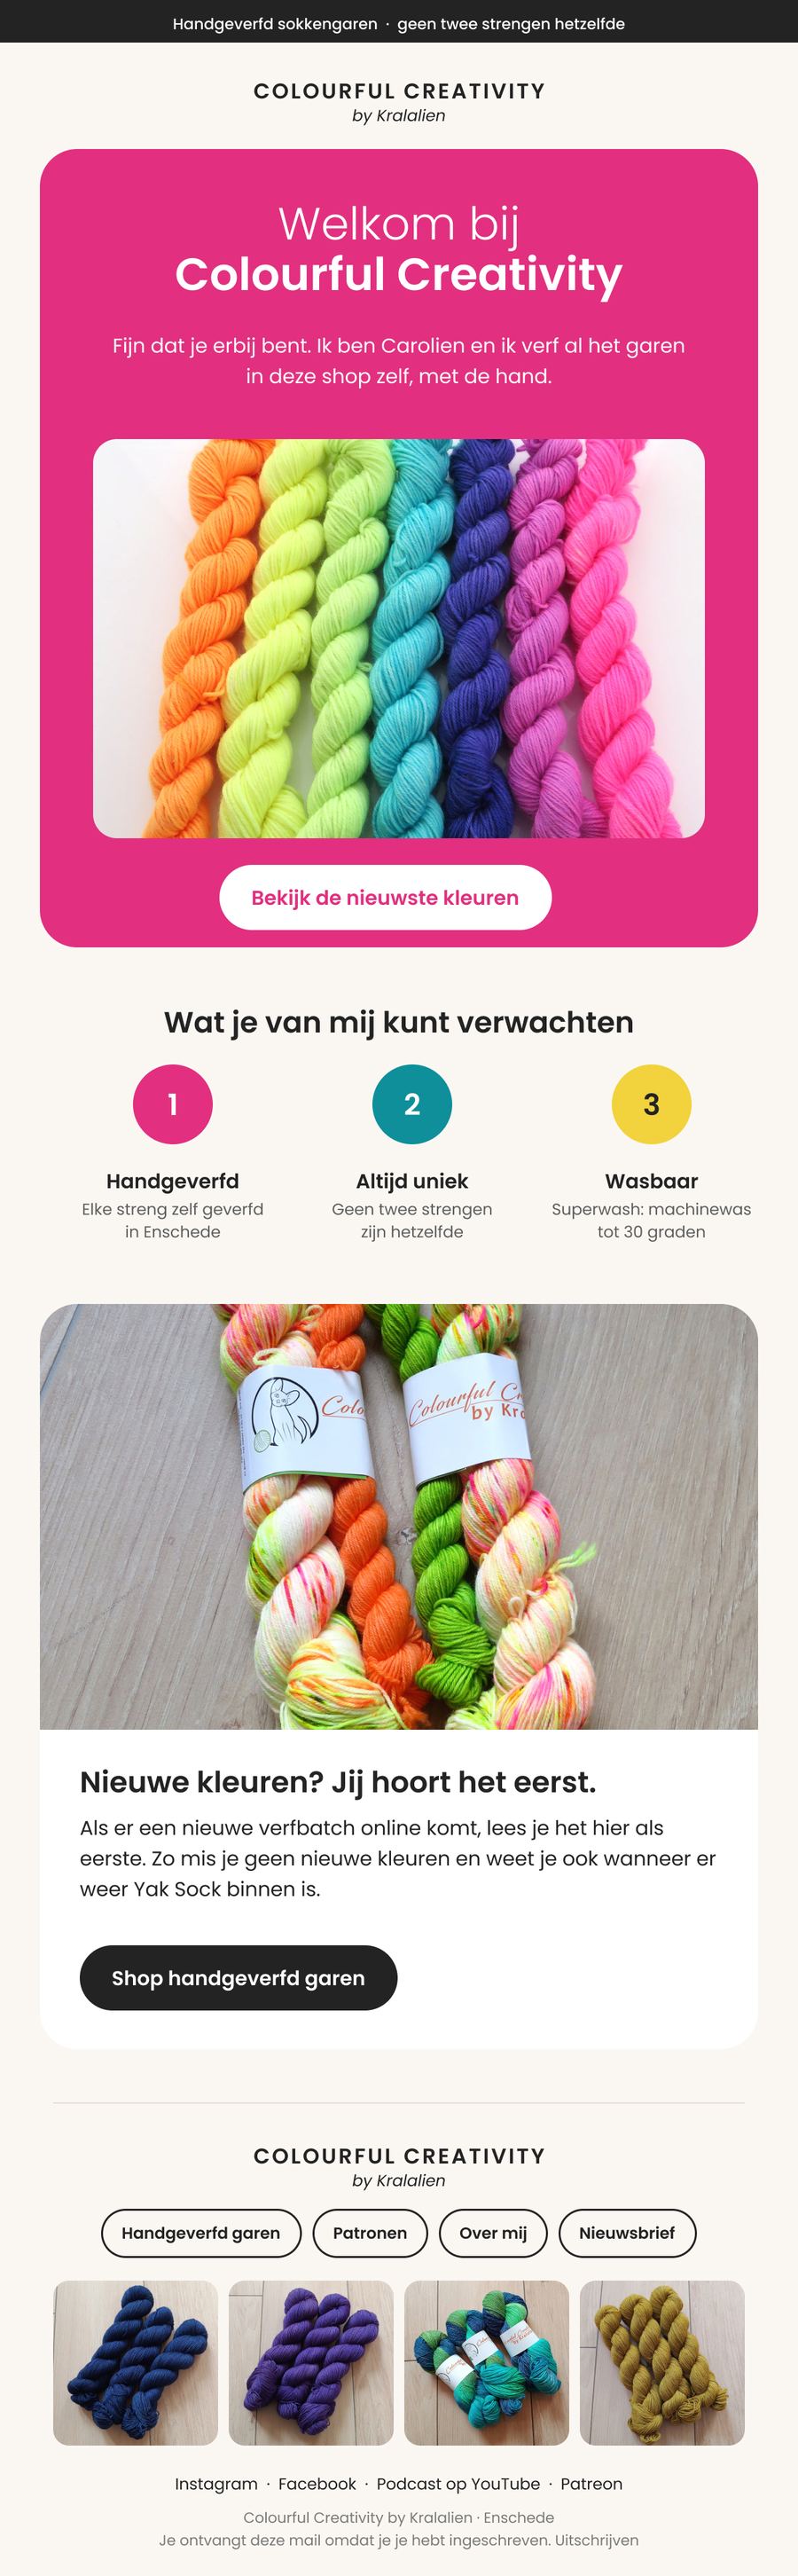 Handgeverfd sokkengaren · geen twee strengen hetzelfde
COLOURFUL CREATIVITY
by Kralalien
Welkom bij
Colourful Creativity
Fijn dat je erbij bent. Ik ben Carolien en ik verf al het garen
in deze shop zelf, met de hand.
Bekijk de nieuwste kleuren
Wat je van mij kunt verwachten
1
2
3
Handgeverfd
Altijd uniek
Wasbaar
Elke streng zelf geverfd
in Enschede
Geen twee strengen
zijn hetzelfde
Superwash: machinewas
tot 30 graden
Colo
Colourful Cr
by Kra
Nieuwe kleuren? Jij hoort het eerst.
Als er een nieuwe verfbatch online komt, lees je het hier als
eerste. Zo mis je geen nieuwe kleuren en weet je ook wanneer er
weer Yak Sock binnen is.
Shop handgeverfd garen
COLOURFUL CREATIVITY
by Kralalien
Handgeverfd garen
Patronen
Over mij
Nieuwsbrief
Instagram · Facebook · Podcast op YouTube · Patreon
Colourful Creativity by Kralalien · Enschede
Je ontvangt deze mail omdat je je hebt ingeschreven. Uitschrijven